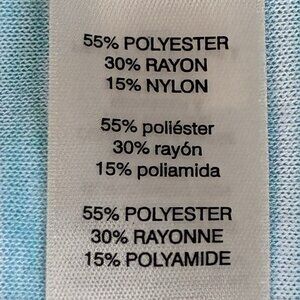 55% POLYESTER
30% RAYON
15% NYLON
55% poliéster
30% rayón
15% poliamida
55% POLYESTER
30% RAYONNE
15% POLYAMIDE